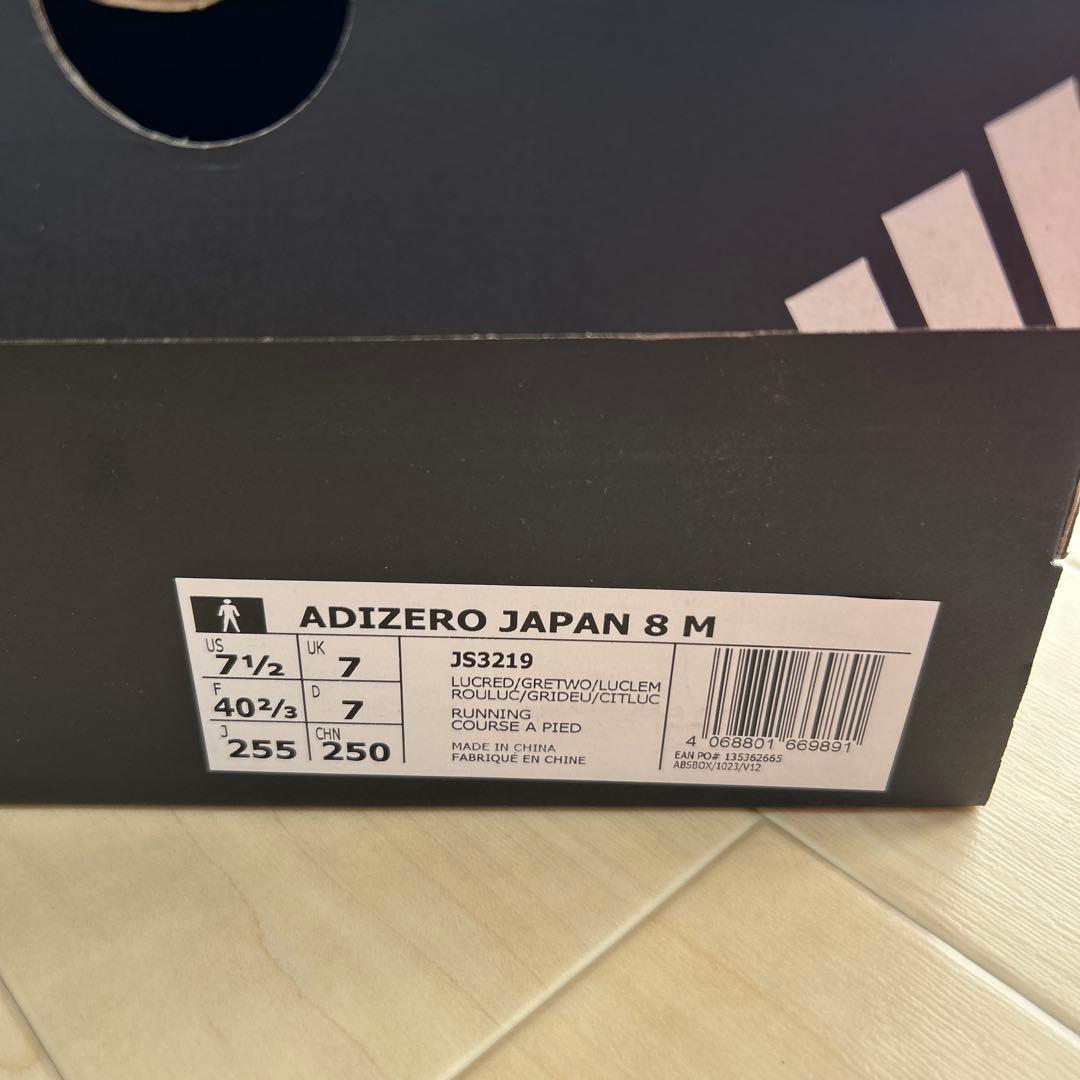 ADIZERO JAPAN 8 M
US
7½
UK
7
F
40⅔
D
7
J
255
CHN
250
JS3219
LUCRED/GRETWO/LUCLEM
ROULUC/GRIDEU/CITLUC
RUNNING
COURSE A PIED
MADE IN CHINA
FABRIQUÉ EN CHINE
4 068801 669891
EAN PO# 135362665
ABSBOX/1023/V12